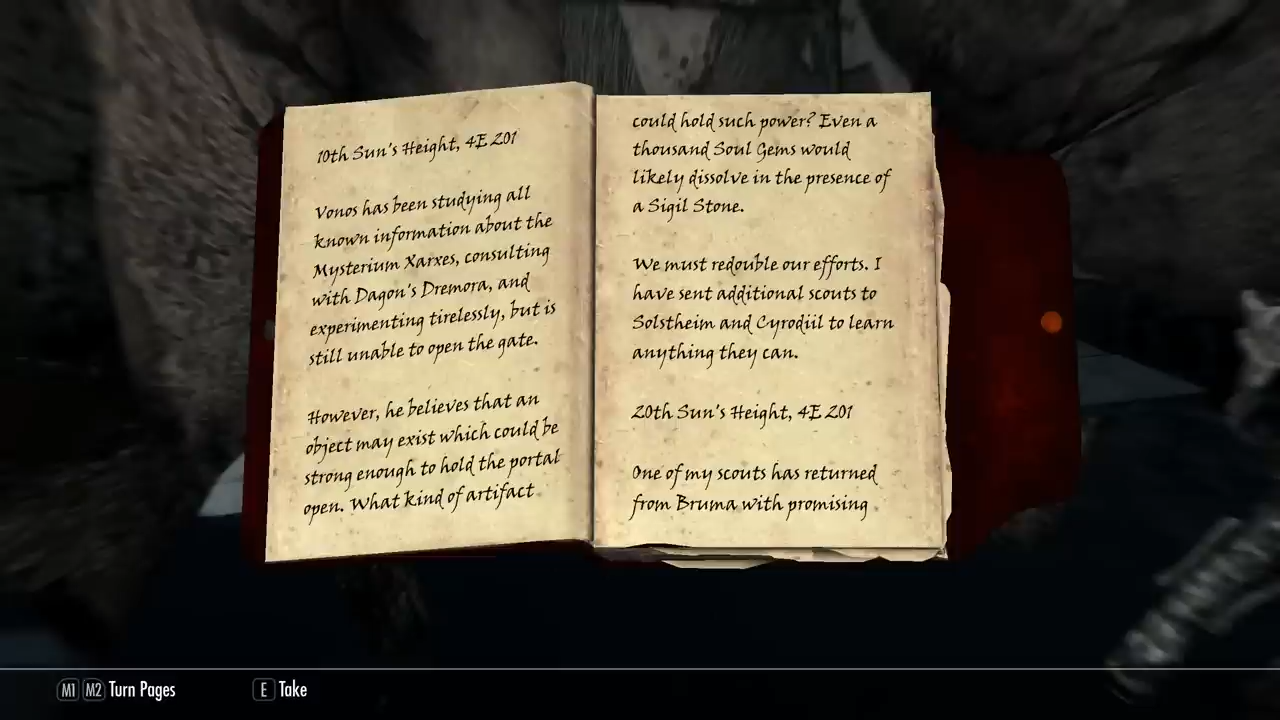 10th Sun's Height, 4E 201
Vonos has been studying all
known information about the
Mysterium Xarxes, consulting
with Dagon's Dremora, and
experimenting tirelessly, but is
still unable to open the gate.
However, he believes that an
object may exist which could be
strong enough to hold the portal
open. What kind of artifact
could hold such power? Even a
thousand Soul Gems would
likely dissolve in the presence of
a Sigil Stone.
We must redouble our efforts. I
have sent additional scouts to
Solstheim and Cyrodiil to learn
anything they can.
20th Sun's Height, 4E 201
One of my scouts has returned
from Bruma with promising
M1 M2 Turn Pages
E Take